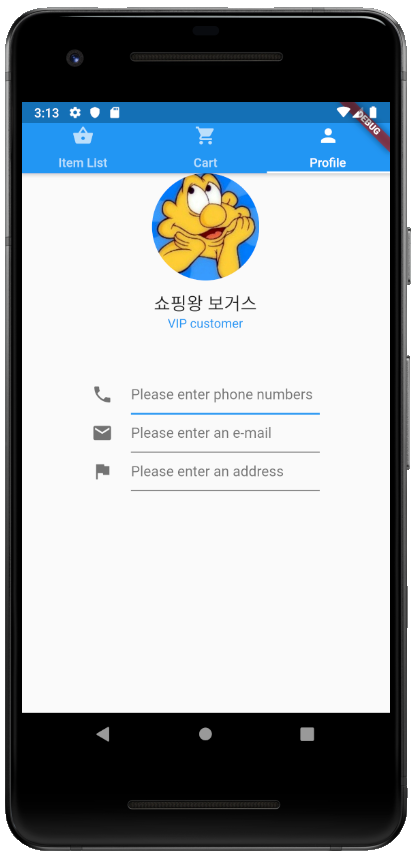 3:13
DEBUG
Item List
Cart
Profile
쇼핑왕 보거스
VIP customer
Please enter phone numbers
Please enter an e-mail
Please enter an address